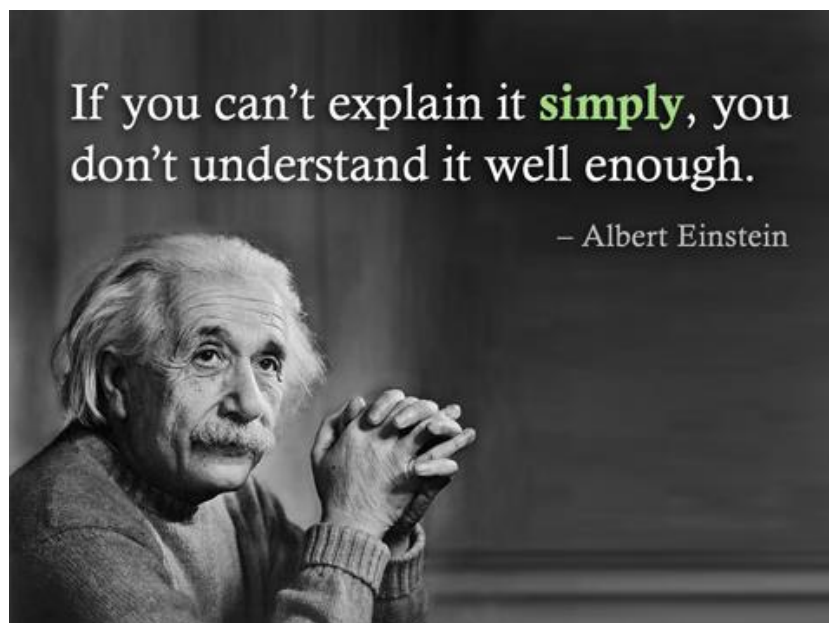 If you can’t explain it simply, you
don’t understand it well enough.
– Albert Einstein